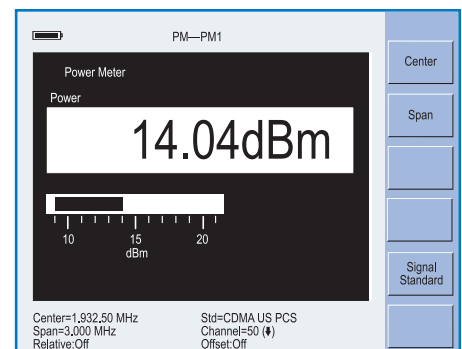 PM—PM1
Center
Power Meter
Power
Span
14.04dBm
10 15 20
dBm
Signal
Standard
Center=1,932.50 MHz Std=CDMA US PCS
Span=3.000 MHz Channel=50 (⬇)
Relative:Off Offset:Off